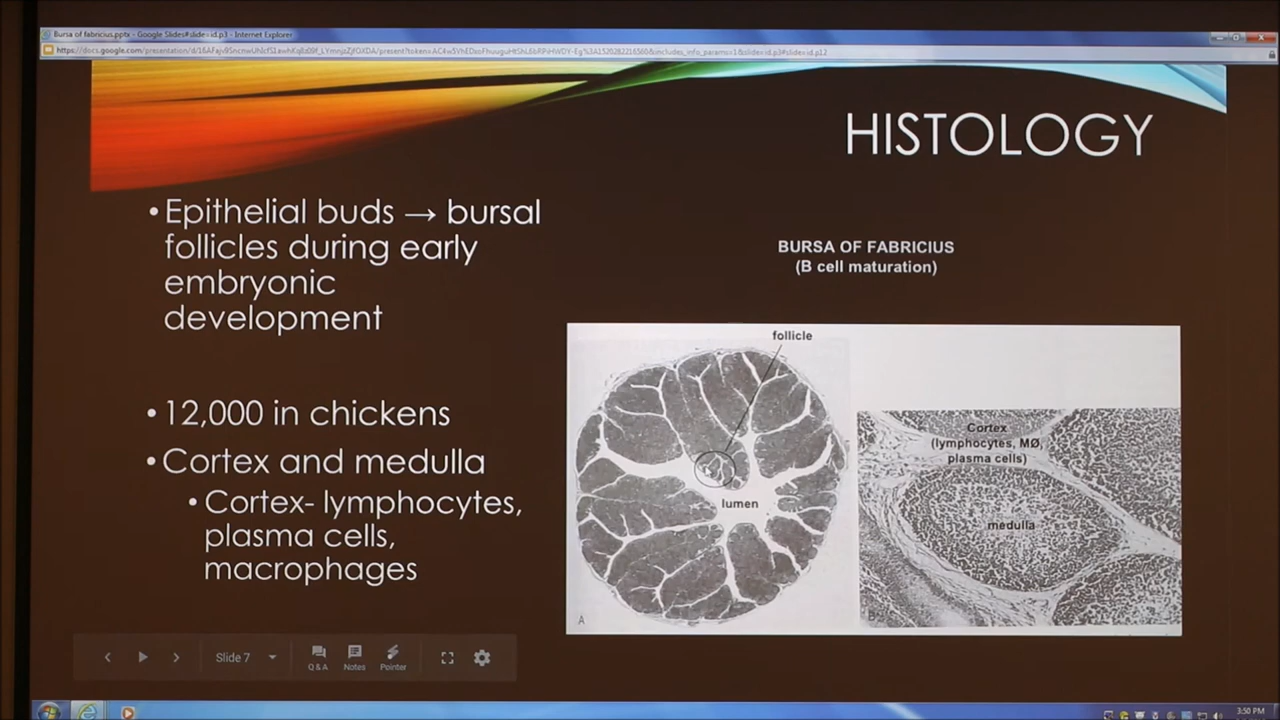 Bursa of fabricius.pptx - Google Slides#slide=id.p3 - Internet Explorer
HISTOLOGY
• Epithelial buds → bursal
follicles during early
embryonic
development
• 12,000 in chickens
• Cortex and medulla
• Cortex- lymphocytes,
plasma cells,
macrophages
BURSA OF FABRICIUS
(B cell maturation)
follicle
lumen
A
Cortex
(lymphocytes, MØ,
plasma cells)
medulla
Slide 7
Q & A
Notes
Pointer
3:50 PM